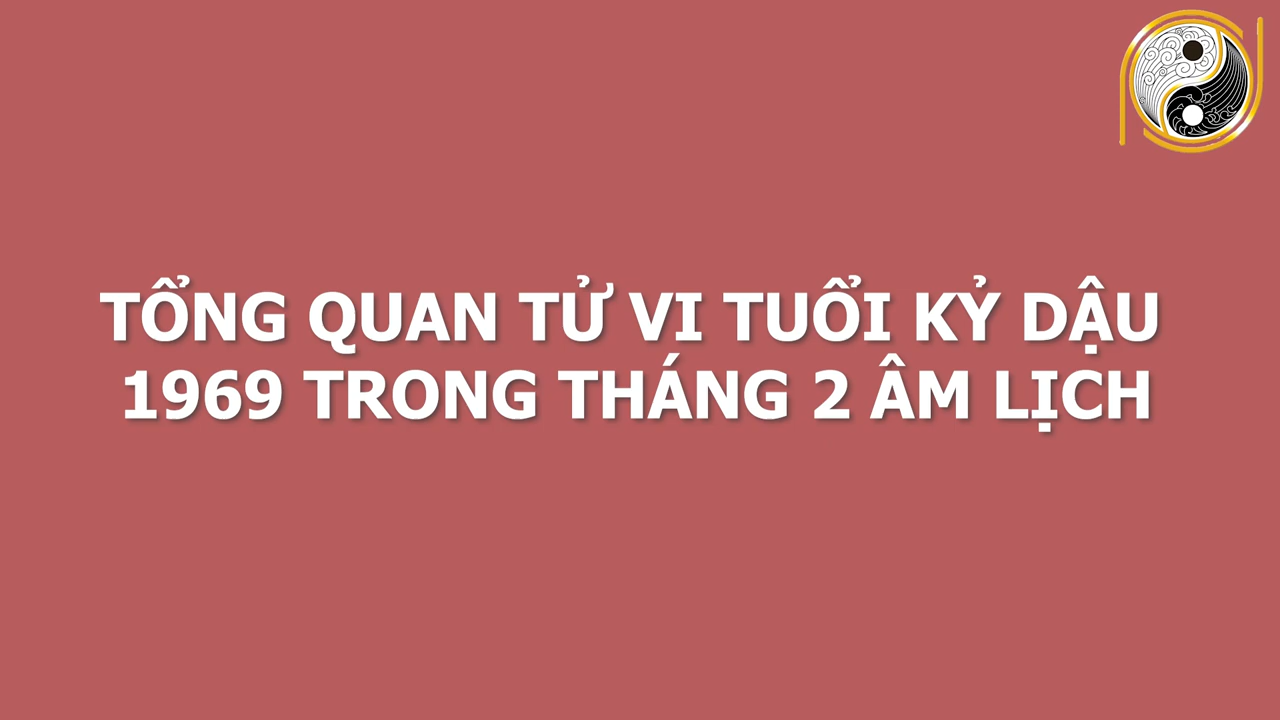 TỔNG QUAN TỬ VI TUỔI KỶ DẬU
1969 TRONG THÁNG 2 ÂM LỊCH